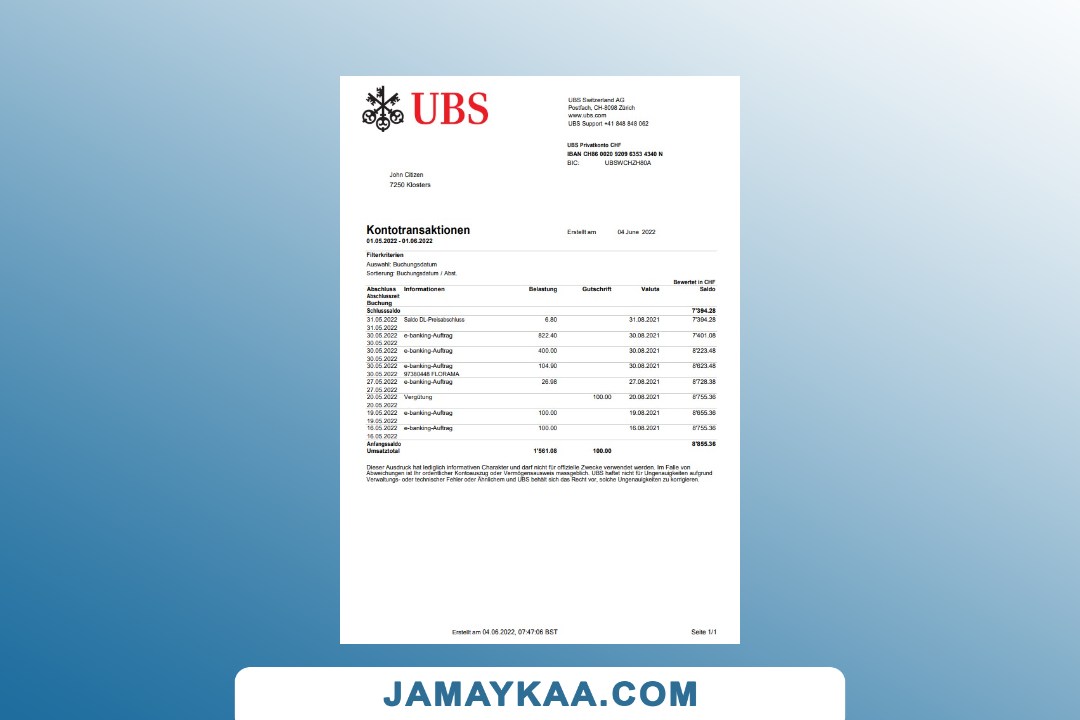 UBS
UBS Switzerland AG
Postfach, CH-8098 Zürich
www.ubs.com
UBS Support +41 848 848 062
UBS Privatkonto CHF
IBAN CH86 0020 9209 6353 4340 N
BIC: UBSWCHZH80A
John Citizen
7250 Klosters
Kontotransaktionen
Erstellt am 04 June 2022
01.05.2022 - 01.06.2022
Filterkriterien
Auswahl: Buchungsdatum
Sortierung: Buchungsdatum / Abst.
Bewertet in CHF
Abschluss Informationen Belastung Gutschrift Valuta Saldo
Abschlusszeit
Buchung
Schlusssaldo 7'394.28
31.05.2022 Saldo DL-Preisabschluss 6.80 31.08.2021 7'394.28
31.05.2022
30.05.2022 e-banking-Auftrag 822.40 30.08.2021 7'401.08
30.05.2022
30.05.2022 e-banking-Auftrag 400.00 30.08.2021 8'223.48
30.05.2022
30.05.2022 e-banking-Auftrag 104.90 30.08.2021 8'623.48
30.05.2022 97380448 FLORAMA
27.05.2022 e-banking-Auftrag 26.98 27.08.2021 8'728.38
27.05.2022
20.05.2022 Vergütung 100.00 20.08.2021 8'755.36
20.05.2022
19.05.2022 e-banking-Auftrag 100.00 19.08.2021 8'655.36
19.05.2022
16.05.2022 e-banking-Auftrag 100.00 16.08.2021 8'755.36
16.05.2022
Anfangssaldo 8'855.36
Umsatztotal 1'561.08 100.00
Dieser Ausdruck hat lediglich informativen Charakter und darf nicht für offizielle Zwecke verwendet werden. Im Falle von
Abweichungen ist Ihr ordentlicher Kontoauszug oder Vermögensausweis massgeblich. UBS haftet nicht für Ungenauigkeiten aufgrund
Verwaltungs- oder technischer Fehler oder Ähnlichem und UBS behält sich das Recht vor, solche Ungenauigkeiten zu korrigieren.
Erstellt am 04.06.2022, 07:47:06 BST Seite 1/1
JAMAYKAA.COM